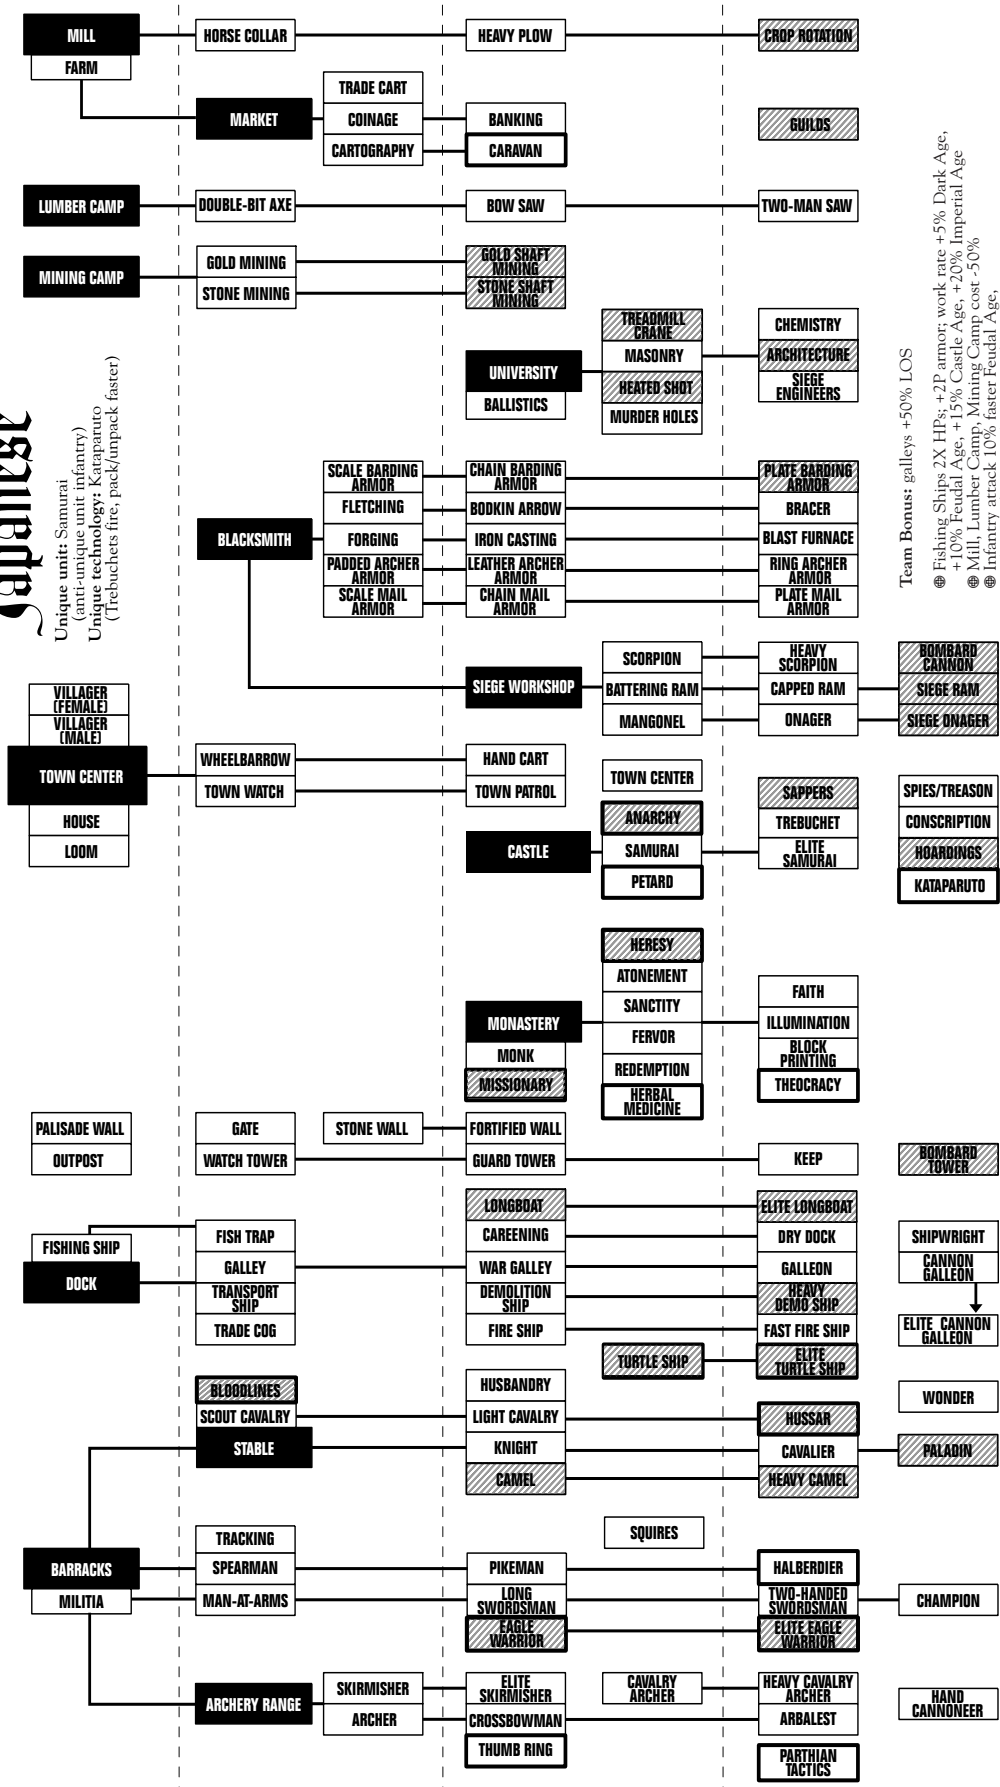 MILL
HORSE COLLAR
HEAVY PLOW
CROP ROTATION
FARM
TRADE CART
MARKET
COINAGE
BANKING
GUILDS
CARTOGRAPHY
CARAVAN
LUMBER CAMP
DOUBLE-BIT AXE
BOW SAW
TWO-MAN SAW
MINING CAMP
GOLD MINING
GOLD SHAFT
MINING
STONE MINING
STONE SHAFT
MINING
TREADMILL
CRANE
CHEMISTRY
UNIVERSITY
MASONRY
ARCHITECTURE
BALLISTICS
HEATED SHOT
SIEGE
ENGINEERS
MURDER HOLES
Japanese
Unique unit: Samurai
(anti-unique unit infantry)
Unique technology: Kataparuto
(Trebuchets fire, pack/unpack faster)
Team Bonus: galleys +50% LOS
Fishing Ships 2X HPs; +2P armor; work rate +5% Dark Age,
+10% Feudal Age, +15% Castle Age, +20% Imperial Age
Mill, Lumber Camp, Mining Camp cost -50%
Infantry attack 10% faster Feudal Age,
BLACKSMITH
SCALE BARDING
ARMOR
CHAIN BARDING
ARMOR
PLATE BARDING
ARMOR
FLETCHING
BODKIN ARROW
BRACER
FORGING
IRON CASTING
BLAST FURNACE
PADDED ARCHER
ARMOR
LEATHER ARCHER
ARMOR
RING ARCHER
ARMOR
SCALE MAIL
ARMOR
CHAIN MAIL
ARMOR
PLATE MAIL
ARMOR
SIEGE WORKSHOP
SCORPION
HEAVY
SCORPION
BOMBARD
CANNON
BATTERING RAM
CAPPED RAM
SIEGE RAM
MANGONEL
ONAGER
SIEGE ONAGER
VILLAGER
(FEMALE)
VILLAGER
(MALE)
TOWN CENTER
HOUSE
LOOM
WHEELBARROW
HAND CART
TOWN WATCH
TOWN PATROL
TOWN CENTER
CASTLE
ANARCHY
SAMURAI
PETARD
SAPPERS
TREBUCHET
ELITE
SAMURAI
SPIES/TREASON
CONSCRIPTION
HOARDINGS
KATAPARUTO
MONASTERY
MONK
MISSIONARY
HERESY
ATONEMENT
SANCTITY
FERVOR
REDEMPTION
HERBAL
MEDICINE
FAITH
ILLUMINATION
BLOCK
PRINTING
THEOCRACY
PALISADE WALL
GATE
STONE WALL
FORTIFIED WALL
OUTPOST
WATCH TOWER
GUARD TOWER
KEEP
BOMBARD
TOWER
FISHING SHIP
DOCK
FISH TRAP
GALLEY
TRANSPORT
SHIP
TRADE COG
LONGBOAT
CAREENING
WAR GALLEY
DEMOLITION
SHIP
FIRE SHIP
TURTLE SHIP
ELITE LONGBOAT
DRY DOCK
GALLEON
HEAVY
DEMO SHIP
FAST FIRE SHIP
ELITE
TURTLE SHIP
SHIPWRIGHT
CANNON
GALLEON
ELITE CANNON
GALLEON
WONDER
BLOODLINES
SCOUT CAVALRY
STABLE
HUSBANDRY
LIGHT CAVALRY
KNIGHT
CAMEL
HUSSAR
CAVALIER
HEAVY CAMEL
PALADIN
BARRACKS
MILITIA
TRACKING
SPEARMAN
MAN-AT-ARMS
SQUIRES
PIKEMAN
LONG
SWORDSMAN
EAGLE
WARRIOR
HALBERDIER
TWO-HANDED
SWORDSMAN
ELITE EAGLE
WARRIOR
CHAMPION
ARCHERY RANGE
SKIRMISHER
ARCHER
ELITE
SKIRMISHER
CROSSBOWMAN
THUMB RING
CAVALRY
ARCHER
HEAVY CAVALRY
ARCHER
ARBALEST
PARTHIAN
TACTICS
HAND
CANNONEER